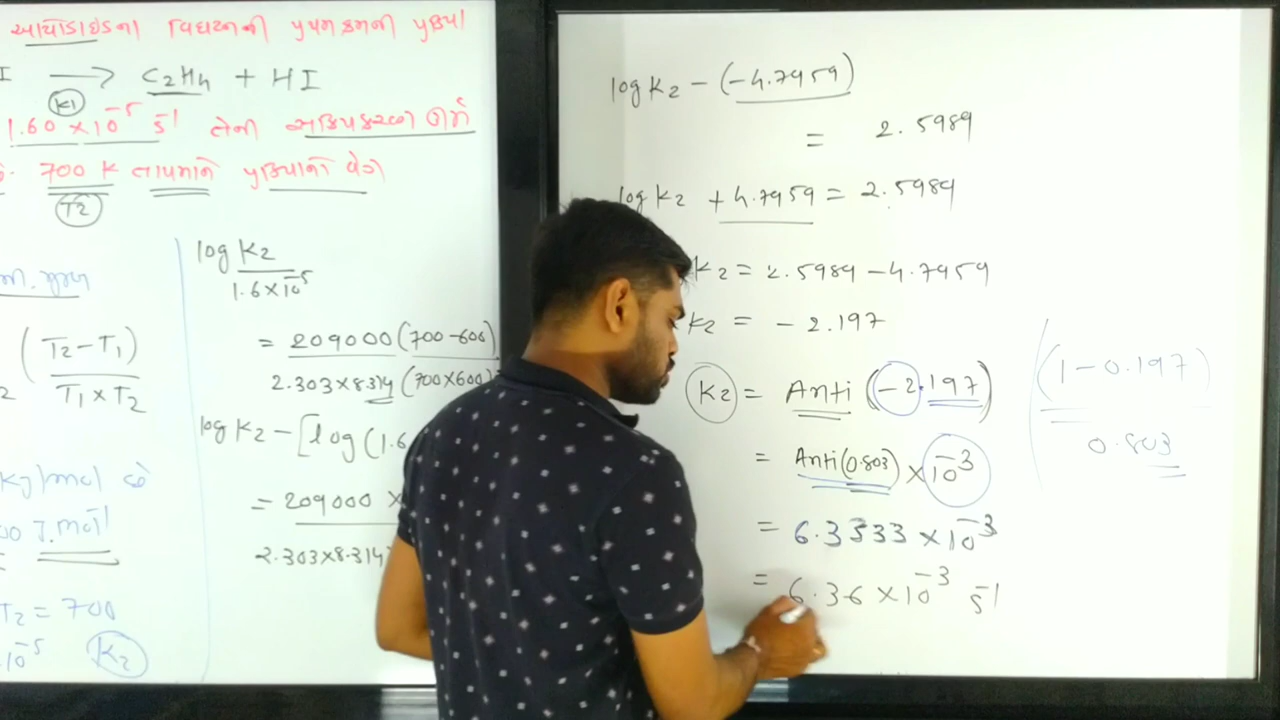 આયોડાઇડના વિઘટનની પ્રથમ ક્રમની પ્રક્રિયા
I ⟶ C2H4 + HI
K1
1.60 × 10⁻⁵ S⁻¹ તેની સક્રિયકરણ ઊર્જા
700 K તાપમાને પ્રક્રિયાનો વેગ
T2
(T2 – T1)
T1 × T2
KJ/mol
00 J.mol⁻¹
T2 = 700
10⁻⁵ K2
log K2
1.6×10⁻⁵
= 209000 (700-600)
2.303×8.314 (700×600)
log K2 – [log (1.6
= 209000 ×
2.303×8.314
log K2 – (–4.7959)
= 2.5989
log K2 + 4.7959 = 2.5989
K2 = 2.5989 – 4.7959
K2 = – 2.197
K2 = Anti (–2.197)
= Anti(0.803) × 10⁻³
= 6.3533 × 10⁻³
= 6.36 × 10⁻³ S⁻¹
(1 – 0.197)
0.803